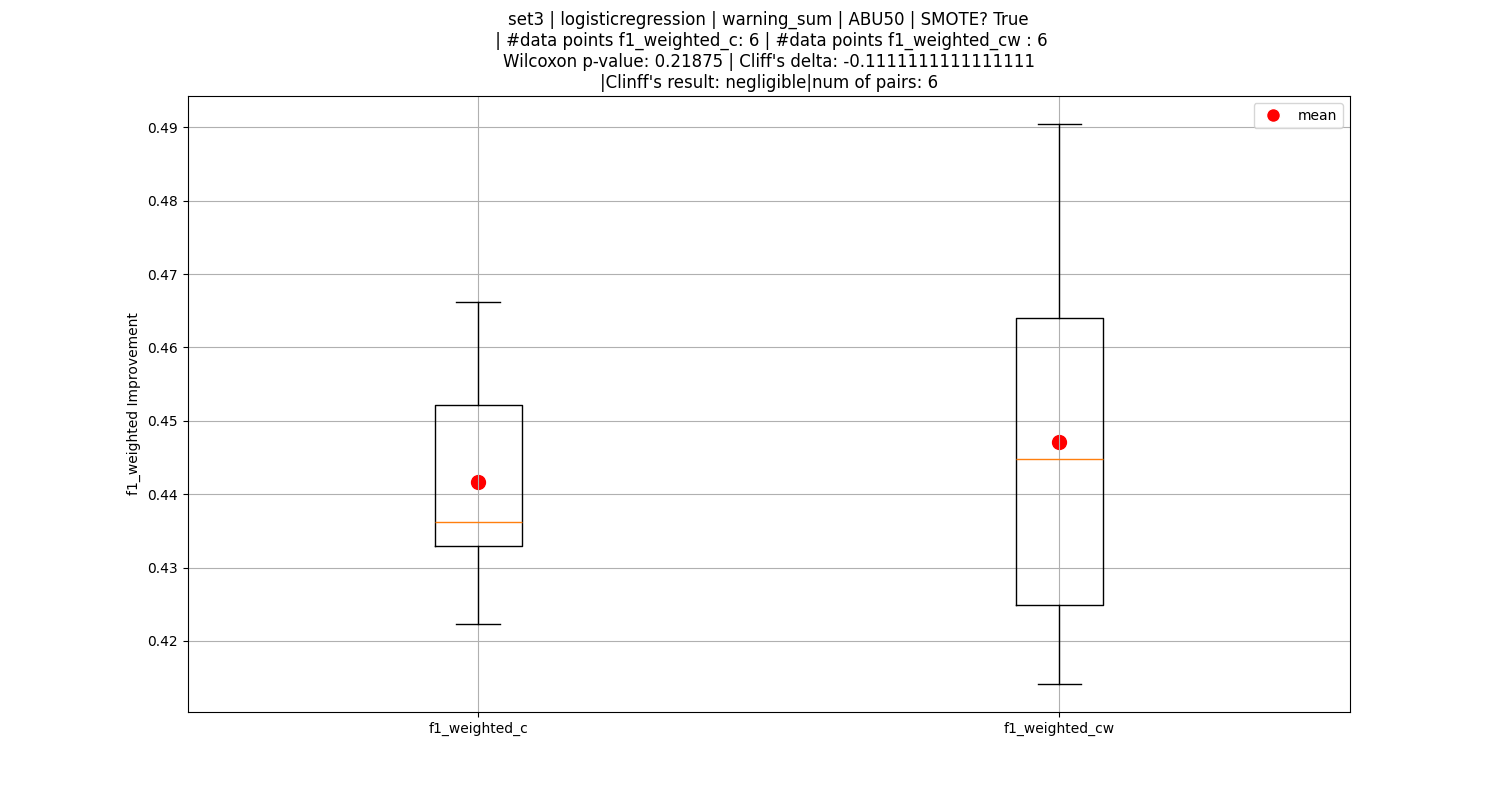 set3 | logisticregression | warning_sum | ABU50 | SMOTE? True
| #data points f1_weighted_c: 6 | #data points f1_weighted_cw : 6
Wilcoxon p-value: 0.21875 | Cliff's delta: -0.1111111111111111
|Clinff's result: negligible|num of pairs: 6
mean
0.49
0.48
0.47
0.46
0.45
0.44
0.43
0.42
f1_weighted Improvement
f1_weighted_c
f1_weighted_cw